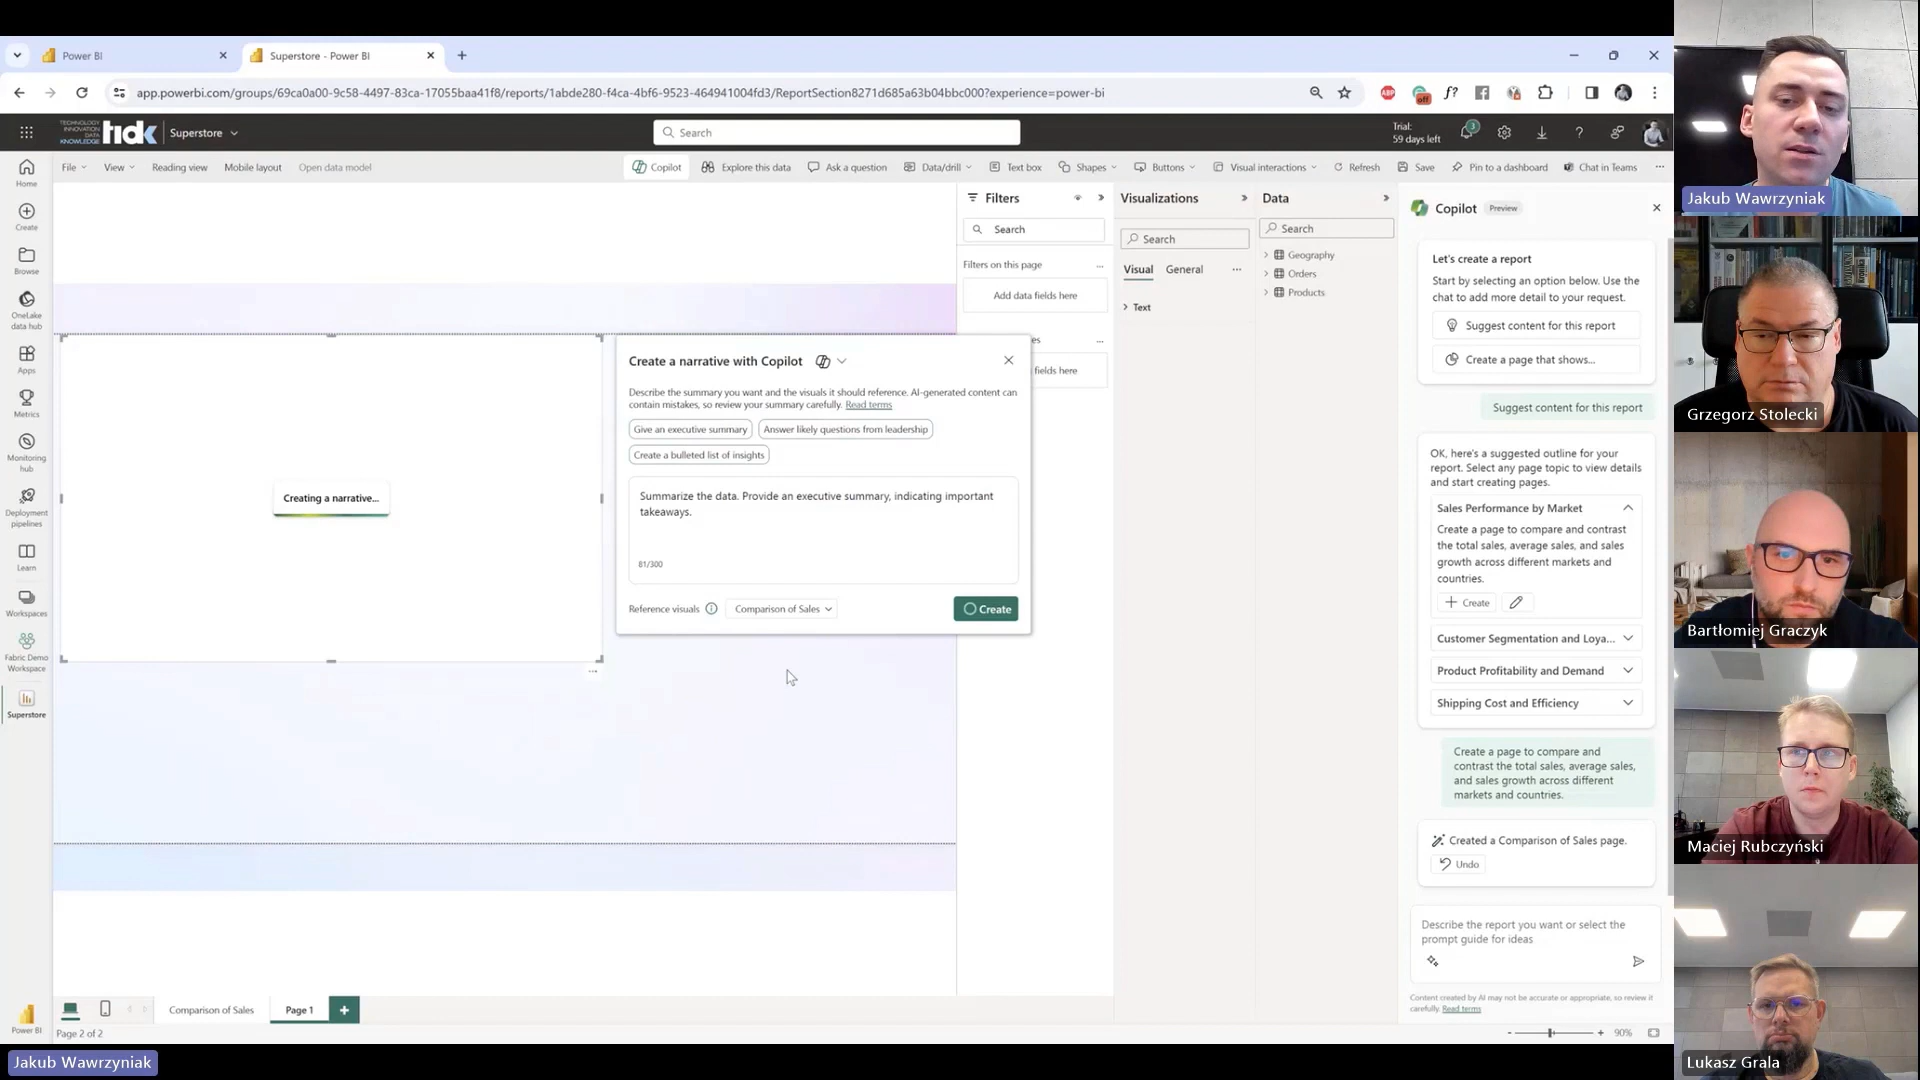 Power BI
Superstore - Power BI
app.powerbi.com/groups/69ca0a00-9c58-4497-83ca-17055baa41f8/reports/1abde280-f4ca-4bf6-9523-464941004fd3/ReportSection8271d685a63b04bbc000?experience=power-bi
ABP
off
f?
TECHNOLOGY
INNOVATION
DATA
KNOWLEDGE
tidk
Superstore
Search
Trial:
59 days left
3
File
View
Reading view
Mobile layout
Open data model
Copilot
Explore this data
Ask a question
Data/drill
Text box
Shapes
Buttons
Visual interactions
Refresh
Save
Pin to a dashboard
Chat in Teams
Home
Create
Browse
OneLake
data hub
Apps
Metrics
Monitoring
hub
Deployment
pipelines
Learn
Workspaces
Fabric Demo
Workspace
Superstore
Power BI
Creating a narrative...
Create a narrative with Copilot
Describe the summary you want and the visuals it should reference. AI-generated content can
contain mistakes, so review your summary carefully. Read terms
Give an executive summary
Answer likely questions from leadership
Create a bulleted list of insights
Summarize the data. Provide an executive summary, indicating important
takeaways.
81/300
Reference visuals
Comparison of Sales
Create
Filters
Search
Filters on this page
Add data fields here
es
fields here
Visualizations
Search
Visual
General
Text
Data
Search
Geography
Orders
Products
Copilot
Preview
Let's create a report
Start by selecting an option below. Use the
chat to add more detail to your request.
Suggest content for this report
Create a page that shows...
Suggest content for this report
OK, here's a suggested outline for your
report. Select any page topic to view details
and start creating pages.
Sales Performance by Market
Create a page to compare and contrast
the total sales, average sales, and sales
growth across different markets and
countries.
Create
Customer Segmentation and Loya...
Product Profitability and Demand
Shipping Cost and Efficiency
Create a page to compare and
contrast the total sales, average sales,
and sales growth across different
markets and countries.
Created a Comparison of Sales page.
Undo
Describe the report you want or select the
prompt guide for ideas
Content created by AI may not be accurate or appropriate, so review it
carefully. Read terms
Comparison of Sales
Page 1
Page 2 of 2
90%
Jakub Wawrzyniak
Jakub Wawrzyniak
Grzegorz Stolecki
Bartłomiej Graczyk
Maciej Rubczyński
Lukasz Grala